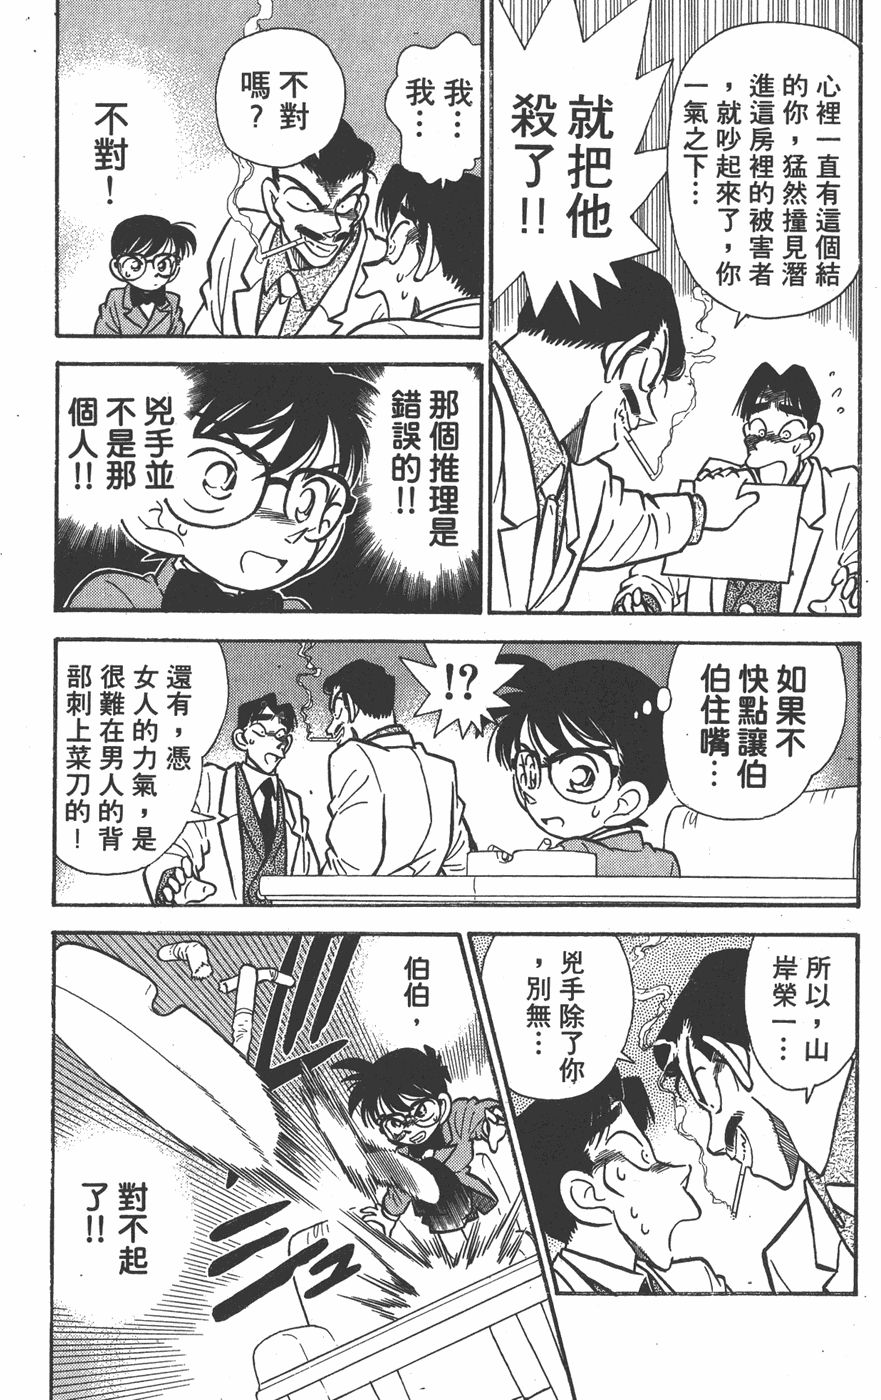 心裡一直有這個結
的你，猛然撞見潛
進這房裡的被害者
，就吵起來了，你
一氣之下…
就把他
殺了!!
我…
我…
不對
嗎？
不對！
那個推理是
錯誤的!!
兇手並
不是那
個人!!
如果不
快點讓伯
伯住嘴…
!?
還有，憑
女人的力氣，是
很難在男人的背
部刺上菜刀的！
所以，山
岸榮一…
兇手除了你
，別無…
伯伯，
對不起
了!!